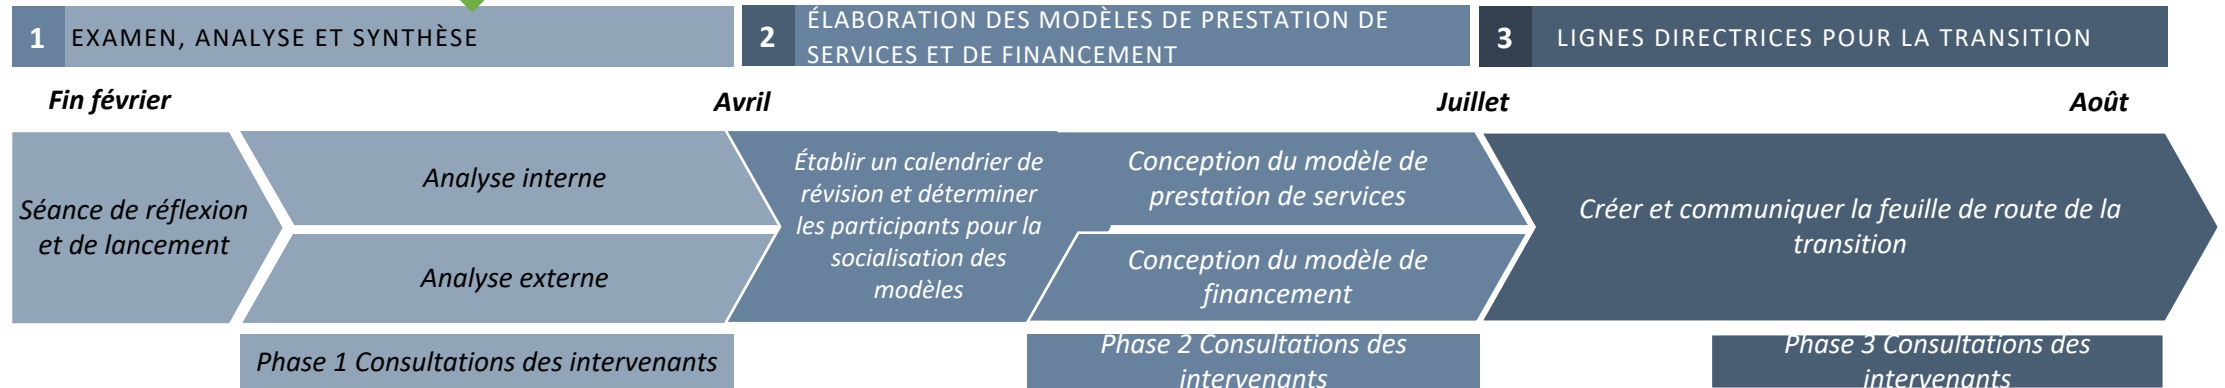 1 EXAMEN, ANALYSE ET SYNTHÈSE
2 ÉLABORATION DES MODÈLES DE PRESTATION DE
SERVICES ET DE FINANCEMENT
3 LIGNES DIRECTRICES POUR LA TRANSITION
Fin février
Avril
Juillet
Août
Séance de réflexion
et de lancement
Analyse interne
Analyse externe
Établir un calendrier de
révision et déterminer
les participants pour la
socialisation des
modèles
Conception du modèle de
prestation de services
Conception du modèle de
financement
Créer et communiquer la feuille de route de la
transition
Phase 1 Consultations des intervenants
Phase 2 Consultations des
intervenants
Phase 3 Consultations des
intervenants